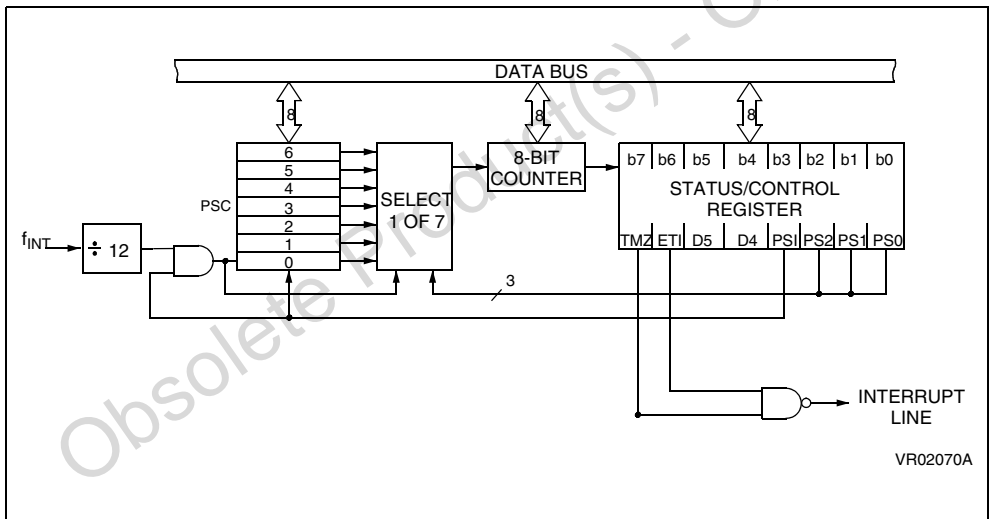 DATA BUS
8 8 8
6
5
4
3
2
1
0
PSC
SELECT
1 OF 7
8-BIT
COUNTER
b7 b6 b5 b4 b3 b2 b1 b0
STATUS/CONTROL
REGISTER
TMZ ETI D5 D4 PSI PS2 PS1 PS0
fINT
÷ 12
3
INTERRUPT
LINE
VR02070A
Obsolete Product(s) - O